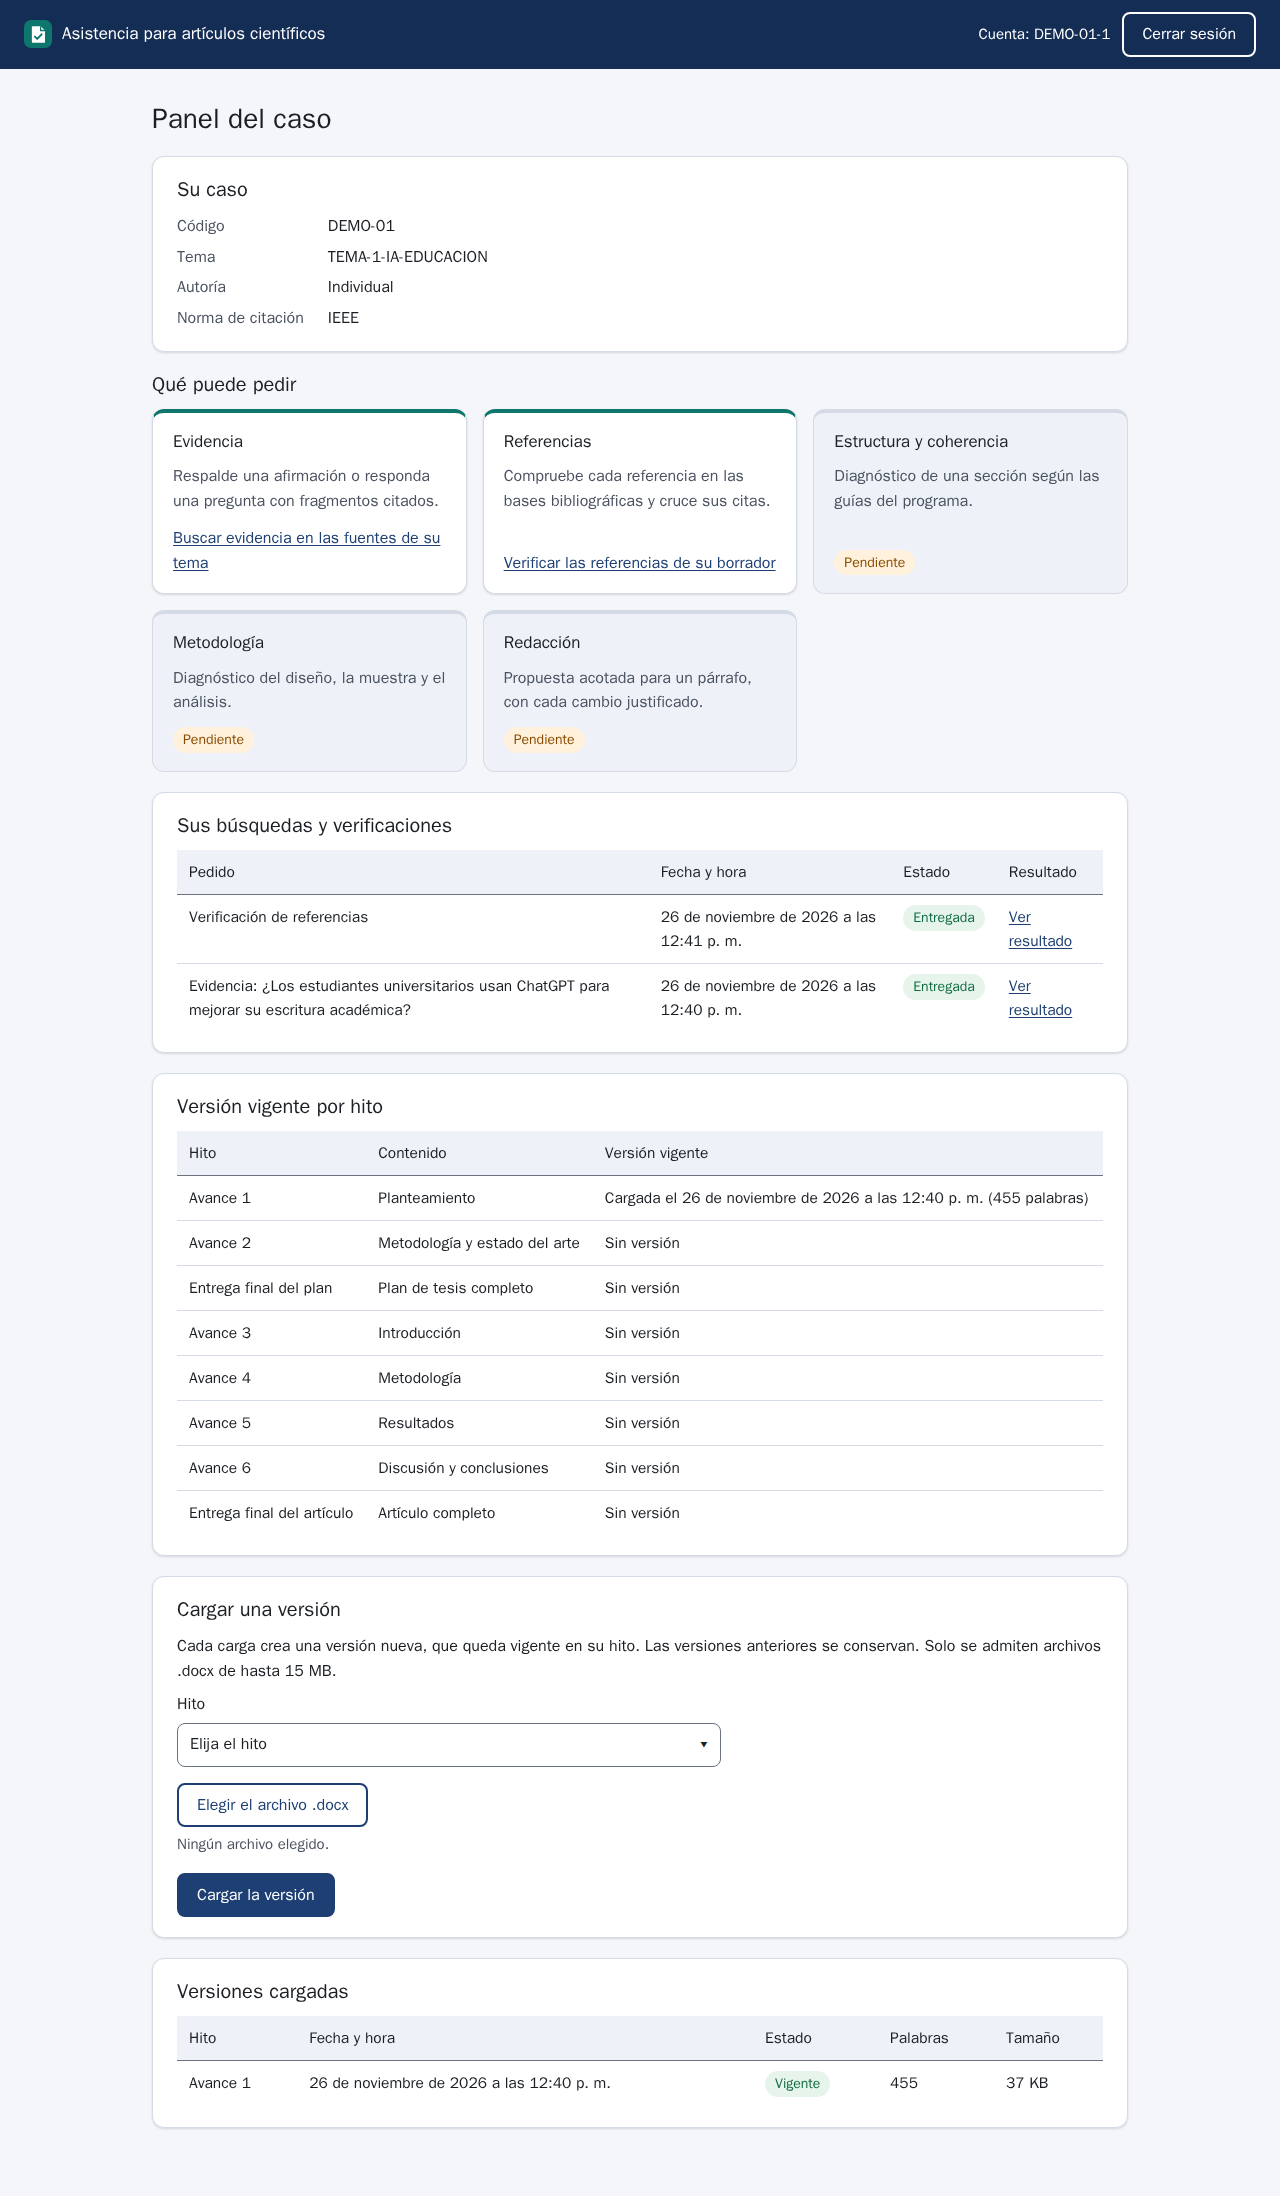 Asistencia para artículos científicos
Cuenta: DEMO-01-1
Cerrar sesión
Panel del caso
Su caso
Código DEMO-01
Tema TEMA-1-IA-EDUCACION
Autoría Individual
Norma de citación IEEE
Qué puede pedir
Evidencia
Respalde una afirmación o responda
una pregunta con fragmentos citados.
Buscar evidencia en las fuentes de su
tema
Referencias
Compruebe cada referencia en las
bases bibliográficas y cruce sus citas.
Verificar las referencias de su borrador
Estructura y coherencia
Diagnóstico de una sección según las
guías del programa.
Pendiente
Metodología
Diagnóstico del diseño, la muestra y el
análisis.
Pendiente
Redacción
Propuesta acotada para un párrafo,
con cada cambio justificado.
Pendiente
Sus búsquedas y verificaciones
Pedido Fecha y hora Estado Resultado
Verificación de referencias 26 de noviembre de 2026 a las Entregada Ver
12:41 p. m. resultado
Evidencia: ¿Los estudiantes universitarios usan ChatGPT para 26 de noviembre de 2026 a las Entregada Ver
mejorar su escritura académica? 12:40 p. m. resultado
Versión vigente por hito
Hito Contenido Versión vigente
Avance 1 Planteamiento Cargada el 26 de noviembre de 2026 a las 12:40 p. m. (455 palabras)
Avance 2 Metodología y estado del arte Sin versión
Entrega final del plan Plan de tesis completo Sin versión
Avance 3 Introducción Sin versión
Avance 4 Metodología Sin versión
Avance 5 Resultados Sin versión
Avance 6 Discusión y conclusiones Sin versión
Entrega final del artículo Artículo completo Sin versión
Cargar una versión
Cada carga crea una versión nueva, que queda vigente en su hito. Las versiones anteriores se conservan. Solo se admiten archivos
.docx de hasta 15 MB.
Hito
Elija el hito
Elegir el archivo .docx
Ningún archivo elegido.
Cargar la versión
Versiones cargadas
Hito Fecha y hora Estado Palabras Tamaño
Avance 1 26 de noviembre de 2026 a las 12:40 p. m. Vigente 455 37 KB